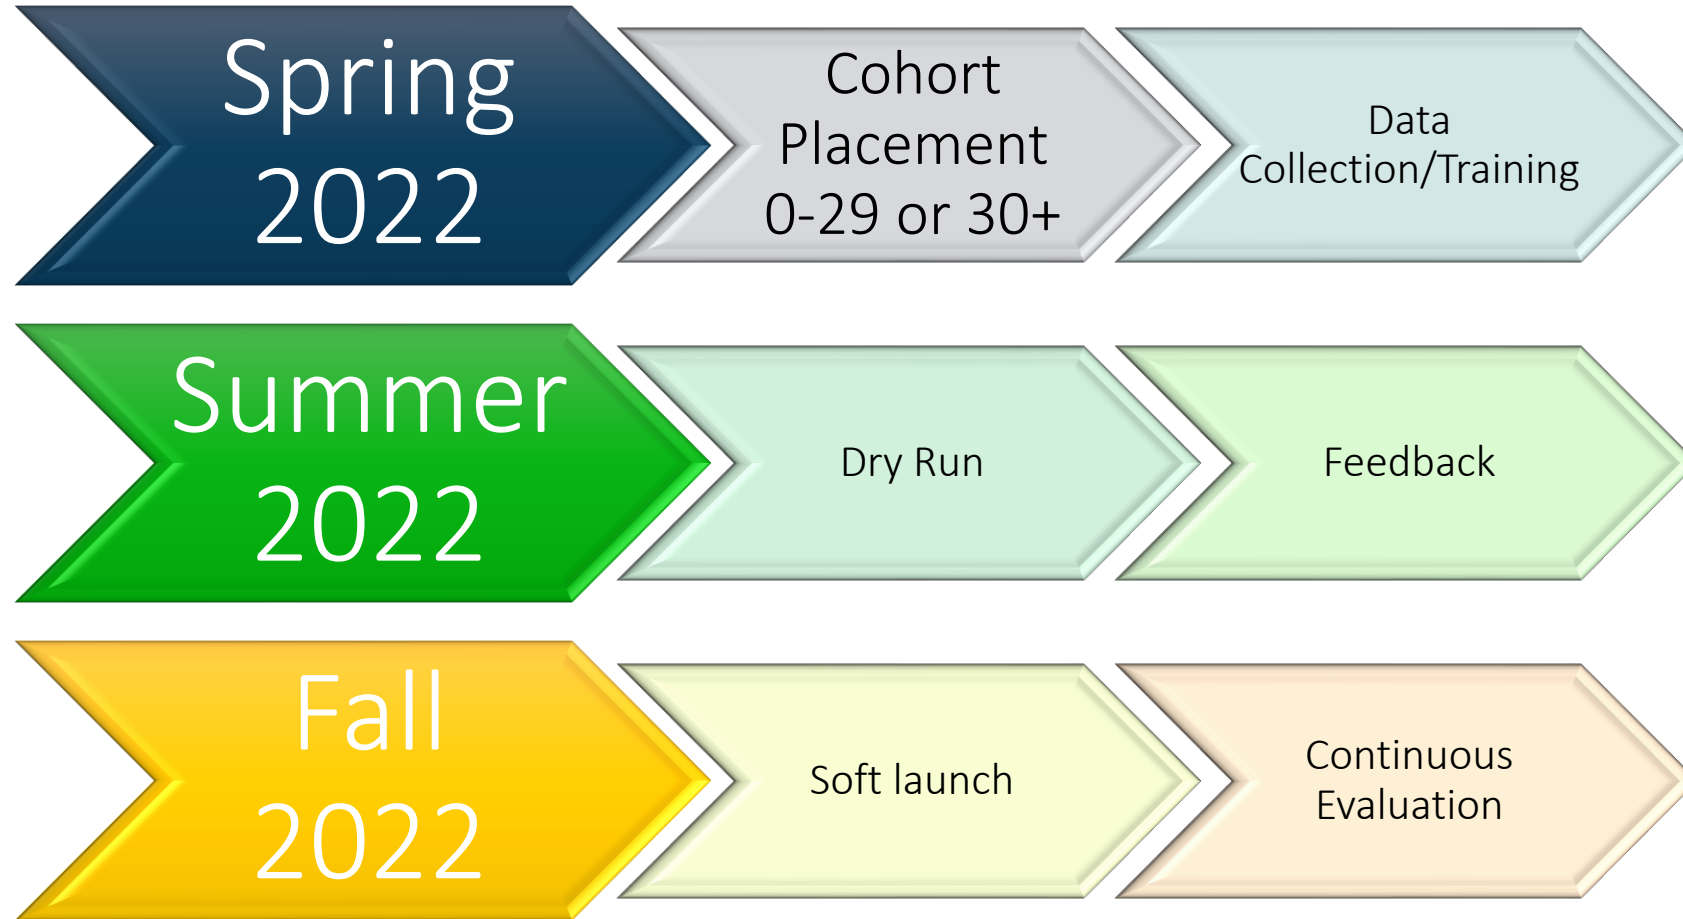 Spring
2022
Cohort
Placement
0-29 or 30+
Data
Collection/Training
Summer
2022
Dry Run
Feedback
Fall
2022
Soft launch
Continuous
Evaluation